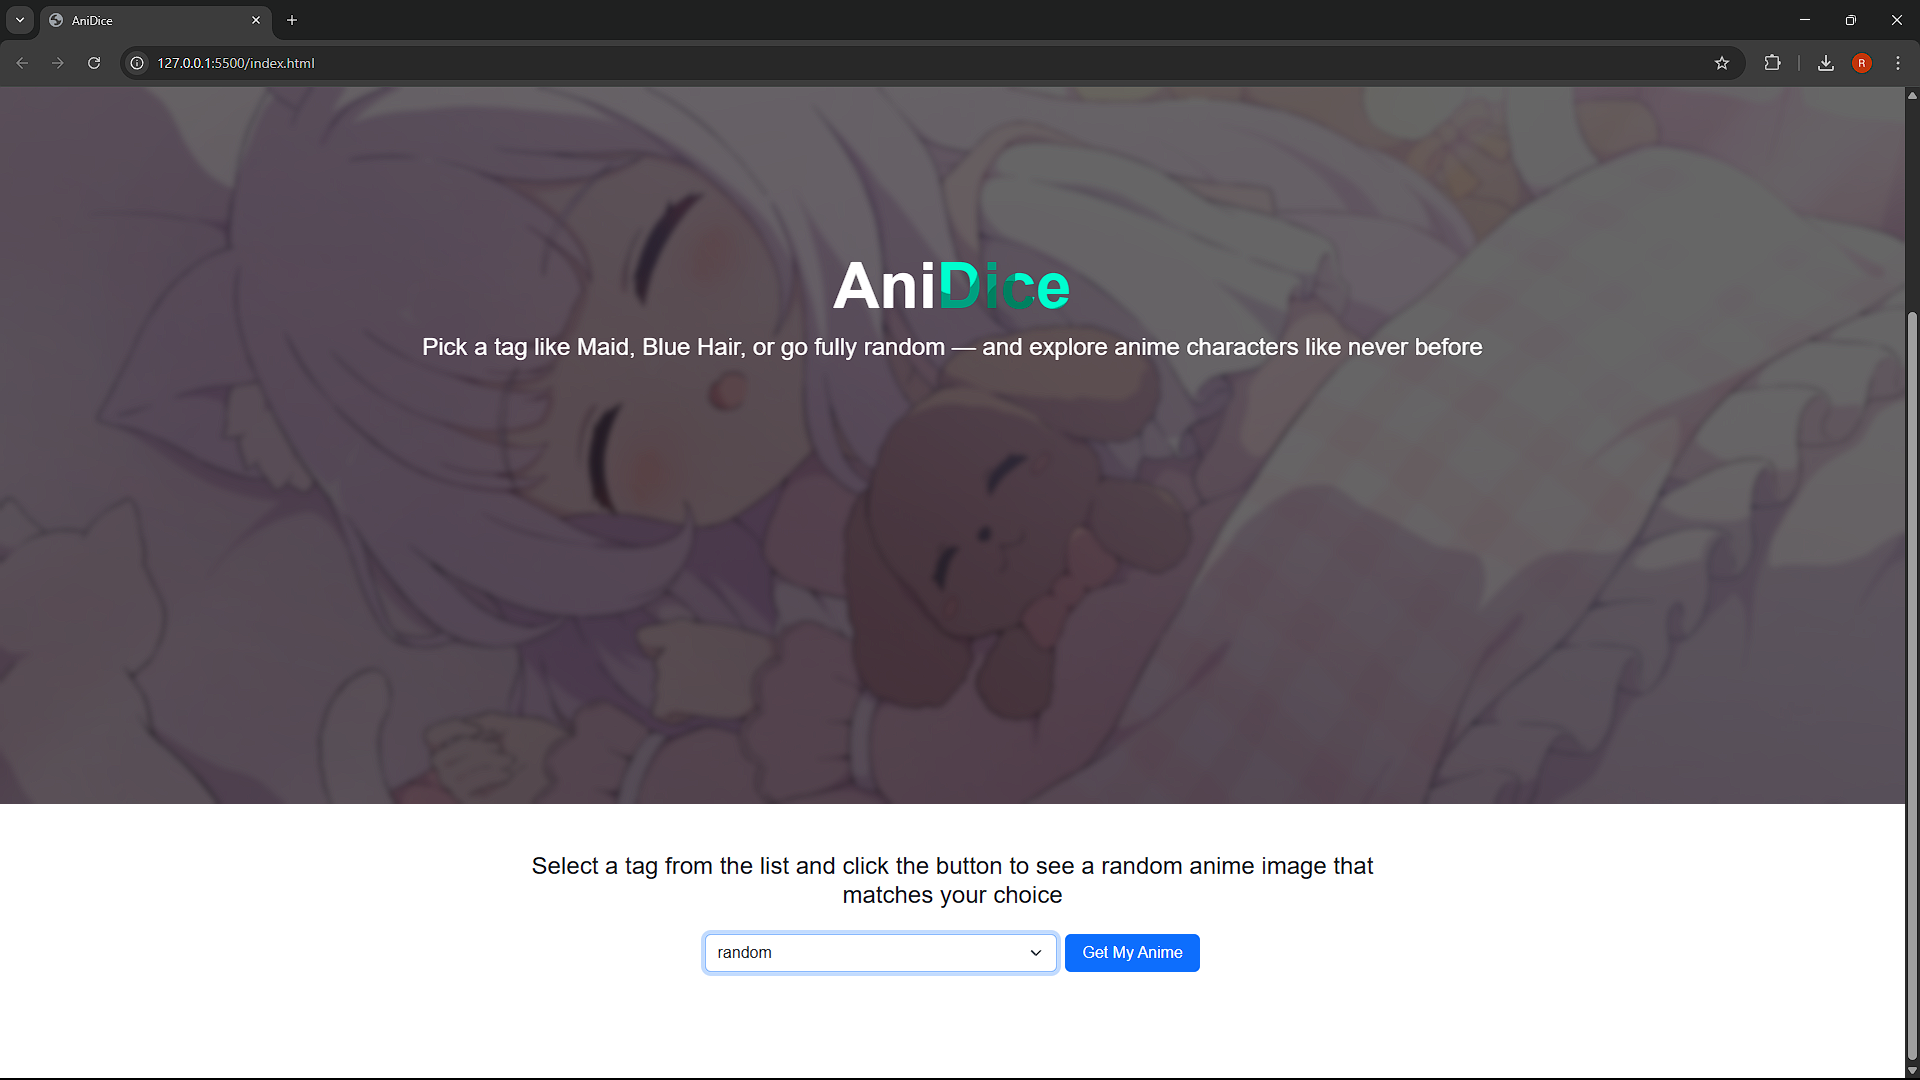 AniDice
127.0.0.1:5500/index.html
R
AniDice
Pick a tag like Maid, Blue Hair, or go fully random — and explore anime characters like never before
Select a tag from the list and click the button to see a random anime image that
matches your choice
random
Get My Anime